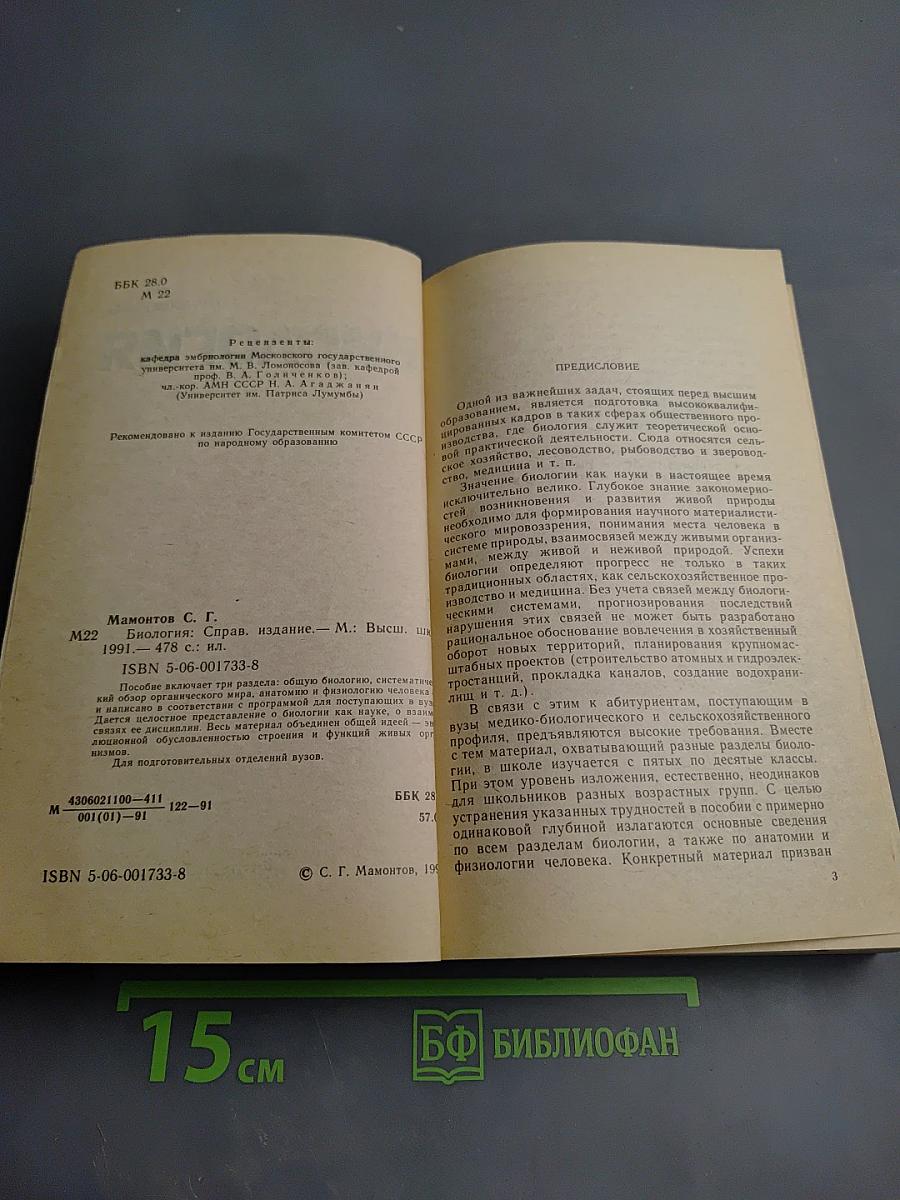 ББК 28.0
М 22
Рецензенты:
кафедра эмбриологии Московского государственного
университета им. М. В. Ломоносова (зав. кафедрой
проф. В. А. Голиченков);
чл.-кор. АМН СССР Н. А. Агаджанян
(Университет им. Патриса Лумумбы)
Рекомендовано к изданию Государственным комитетом СССР
по народному образованию
Мамонтов С. Г.
М22 Биология: Справ. издание.— М.: Высш. шк
1991.— 478 с.: ил.
ISBN 5-06-001733-8
Пособие включает три раздела: общую биологию, систематиче
кий обзор органического мира, анатомию и физиологию человека
и написано в соответствии с программой для поступающих в вуз
Дается целостное представление о биологии как науке, о взаим
связях ее дисциплин. Весь материал объединен общей идеей — эв
люционной обусловленностью строения и функций живых орг
низмов.
Для подготовительных отделений вузов.
М 4306021100—411 / 001(01)—91 122—91
ББК 28
57.0
ISBN 5-06-001733-8
© С. Г. Мамонтов, 199
ПРЕДИСЛОВИЕ
Одной из важнейших задач, стоящих перед высшим
образованием, является подготовка высококвалифи-
цированных кадров в таких сферах общественного про-
изводства, где биология служит теоретической осно-
вой практической деятельности. Сюда относятся сель-
ское хозяйство, лесоводство, рыбоводство и зверовод-
ство, медицина и т. п.
Значение биологии как науки в настоящее время
исключительно велико. Глубокое знание закономерно-
стей возникновения и развития живой природы
необходимо для формирования научного материалисти-
ческого мировоззрения, понимания места человека в
системе природы, взаимосвязей между живыми организ-
мами, между живой и неживой природой. Успехи
биологии определяют прогресс не только в таких
традиционных областях, как сельскохозяйственное про-
изводство и медицина. Без учета связей между биологи-
ческими системами, прогнозирования последствий
нарушения этих связей не может быть разработано
рациональное обоснование вовлечения в хозяйственный
оборот новых территорий, планирования крупномас-
штабных проектов (строительство атомных и гидроэлек-
тростанций, прокладка каналов, создание водохрани-
лищ и т. д.).
В связи с этим к абитуриентам, поступающим в
вузы медико-биологического и сельскохозяйственного
профиля, предъявляются высокие требования. Вместе
с тем материал, охватывающий разные разделы биоло-
гии, в школе изучается с пятых по десятые классы.
При этом уровень изложения, естественно, неодинаков
для школьников разных возрастных групп. С целью
устранения указанных трудностей в пособии с примерно
одинаковой глубиной излагаются основные сведения
по всем разделам биологии, а также по анатомии и
физиологии человека. Конкретный материал призван
3
15 см
БФ БИБЛИОФАН